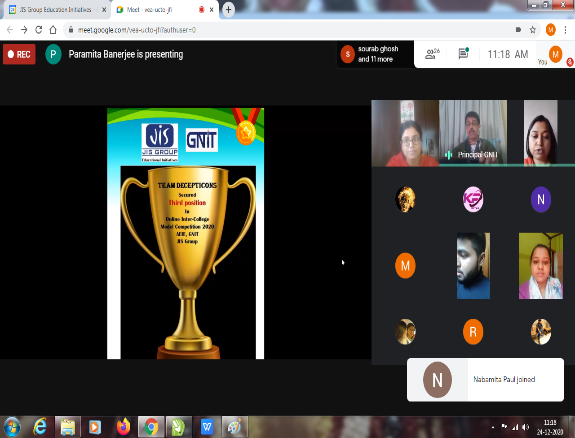 JIS Group Education Initiatives
Meet - vea-ucto-jfi
meet.google.com/vea-ucto-jfi?authuser=0
M
REC
P
Paramita Banerjee is presenting
S
sourab ghosh
and 11 more
26
11:18 AM
You
M
JIS
JIS GROUP
Educational Initiatives
GNIT
TEAM DECEPTICONS
Secured
Third position
in
Online Inter-College
Model Competition 2020
AEIE, GNIT
JIS Group
Principal GNIT
N
M
R
N
Nabamita Paul joined
W
11:18
24-12-2020